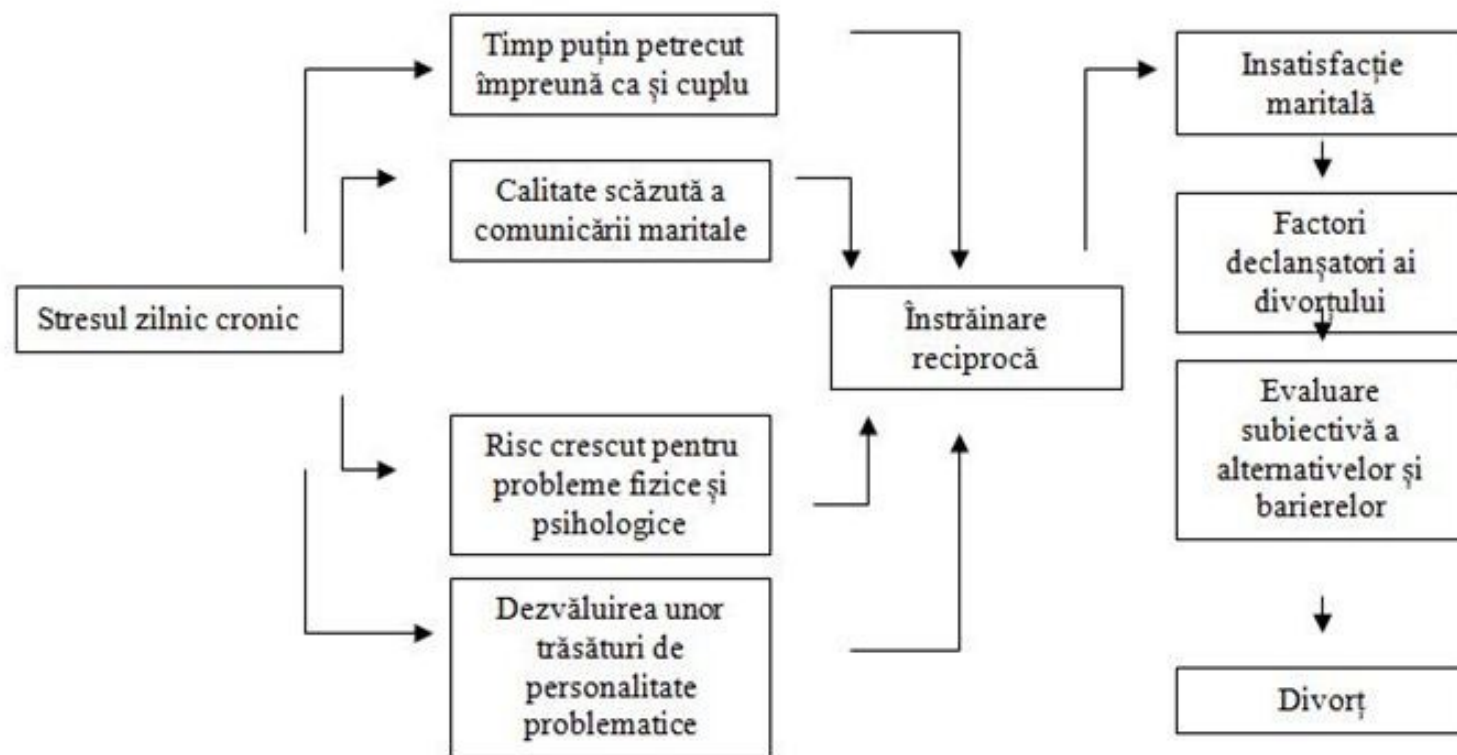 Timp puțin petrecut
împreună ca și cuplu
Calitate scăzută a
comunicării maritale
Stresul zilnic cronic
Risc crescut pentru
probleme fizice și
psihologice
Dezvăluirea unor
trăsături de
personalitate
problematice
Înstrăinare
reciprocă
Insatisfacție
maritală
Factori
declanșatori ai
divorțului
Evaluare
subiectivă a
alternativelor și
barierelor
Divorț